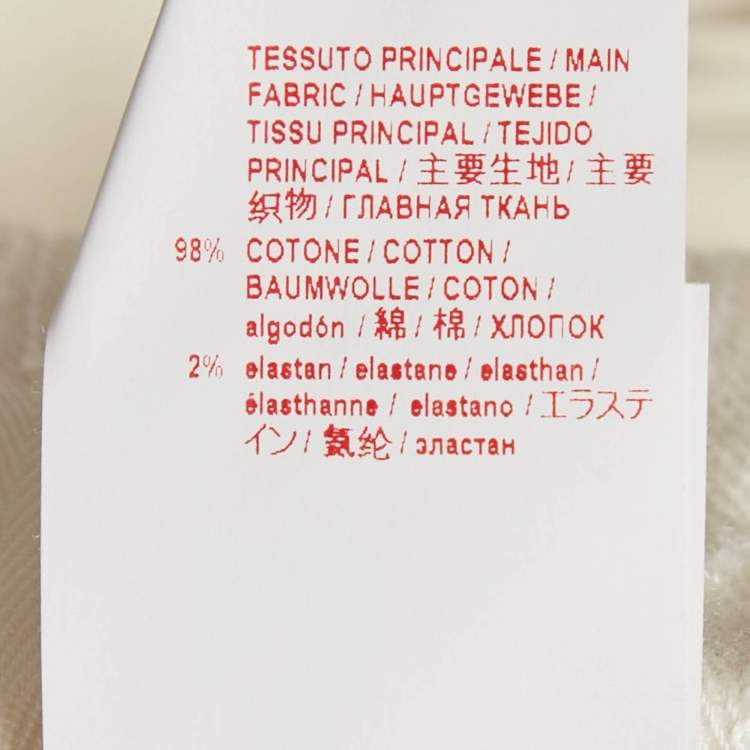 TESSUTO PRINCIPALE / MAIN
FABRIC / HAUPTGEWEBE /
TISSU PRINCIPAL / TEJIDO
PRINCIPAL / 主要生地 / 主要
织物 / ГЛАВНАЯ ТКАНЬ
98% COTONE / COTTON /
BAUMWOLLE / COTON /
algodón / 綿 / 棉 / ХЛОПОК
2% elastan / elastane / elasthan /
élasthanne / elastano / エラステ
イン / 氨纶 / эластан